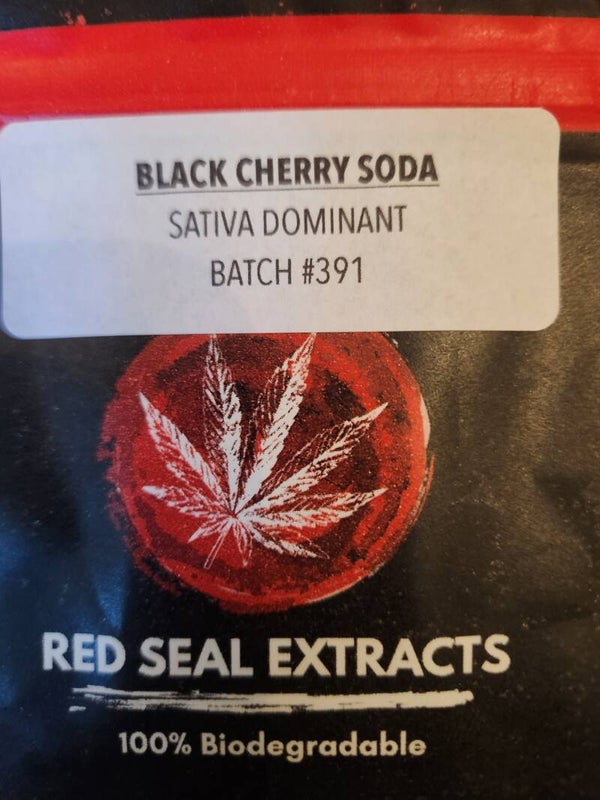 BLACK CHERRY SODA
SATIVA DOMINANT
BATCH #391
RED SEAL EXTRACTS
100% Biodegradable